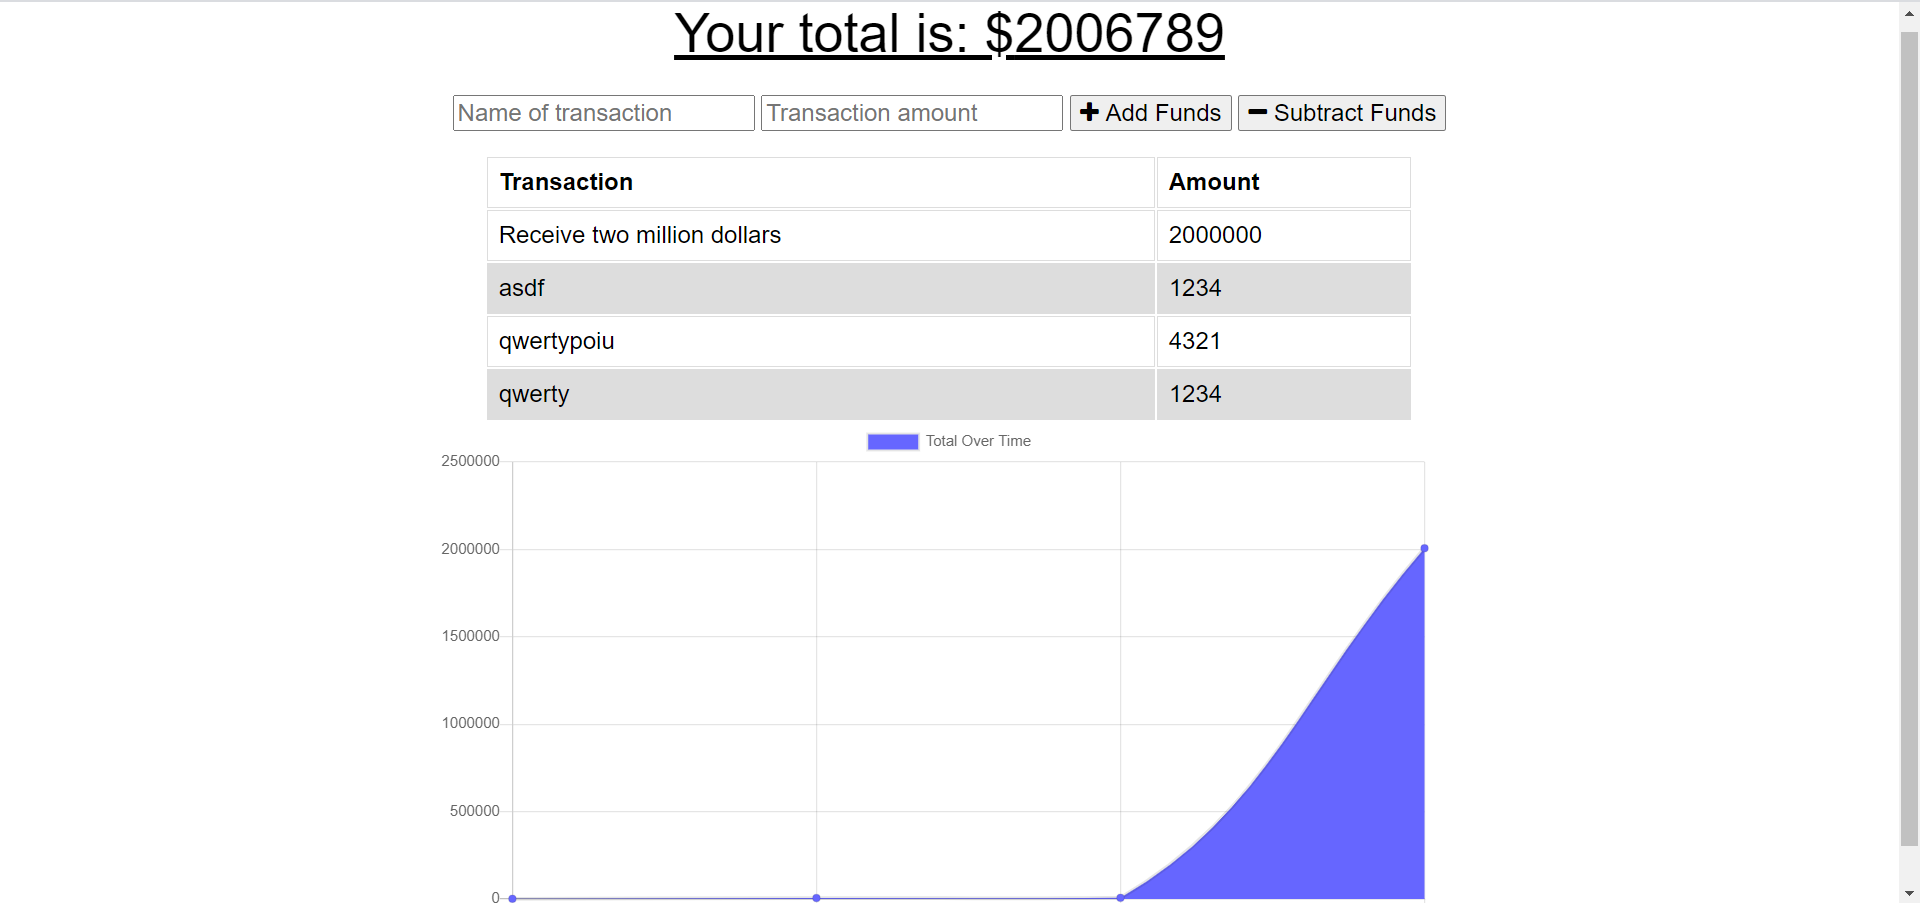 Your total is: $2006789
Name of transaction Transaction amount Add Funds Subtract Funds
Transaction Amount
Receive two million dollars 2000000
asdf 1234
qwertypoiu 4321
qwerty 1234
Total Over Time
2500000
2000000
1500000
1000000
500000
0